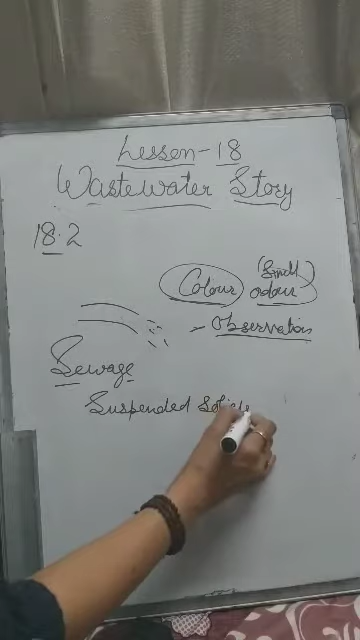 Lesson-18
Wastewater Story
18.2
(Smell)
Colour odour
- Observation
Sewage
Suspended Solids